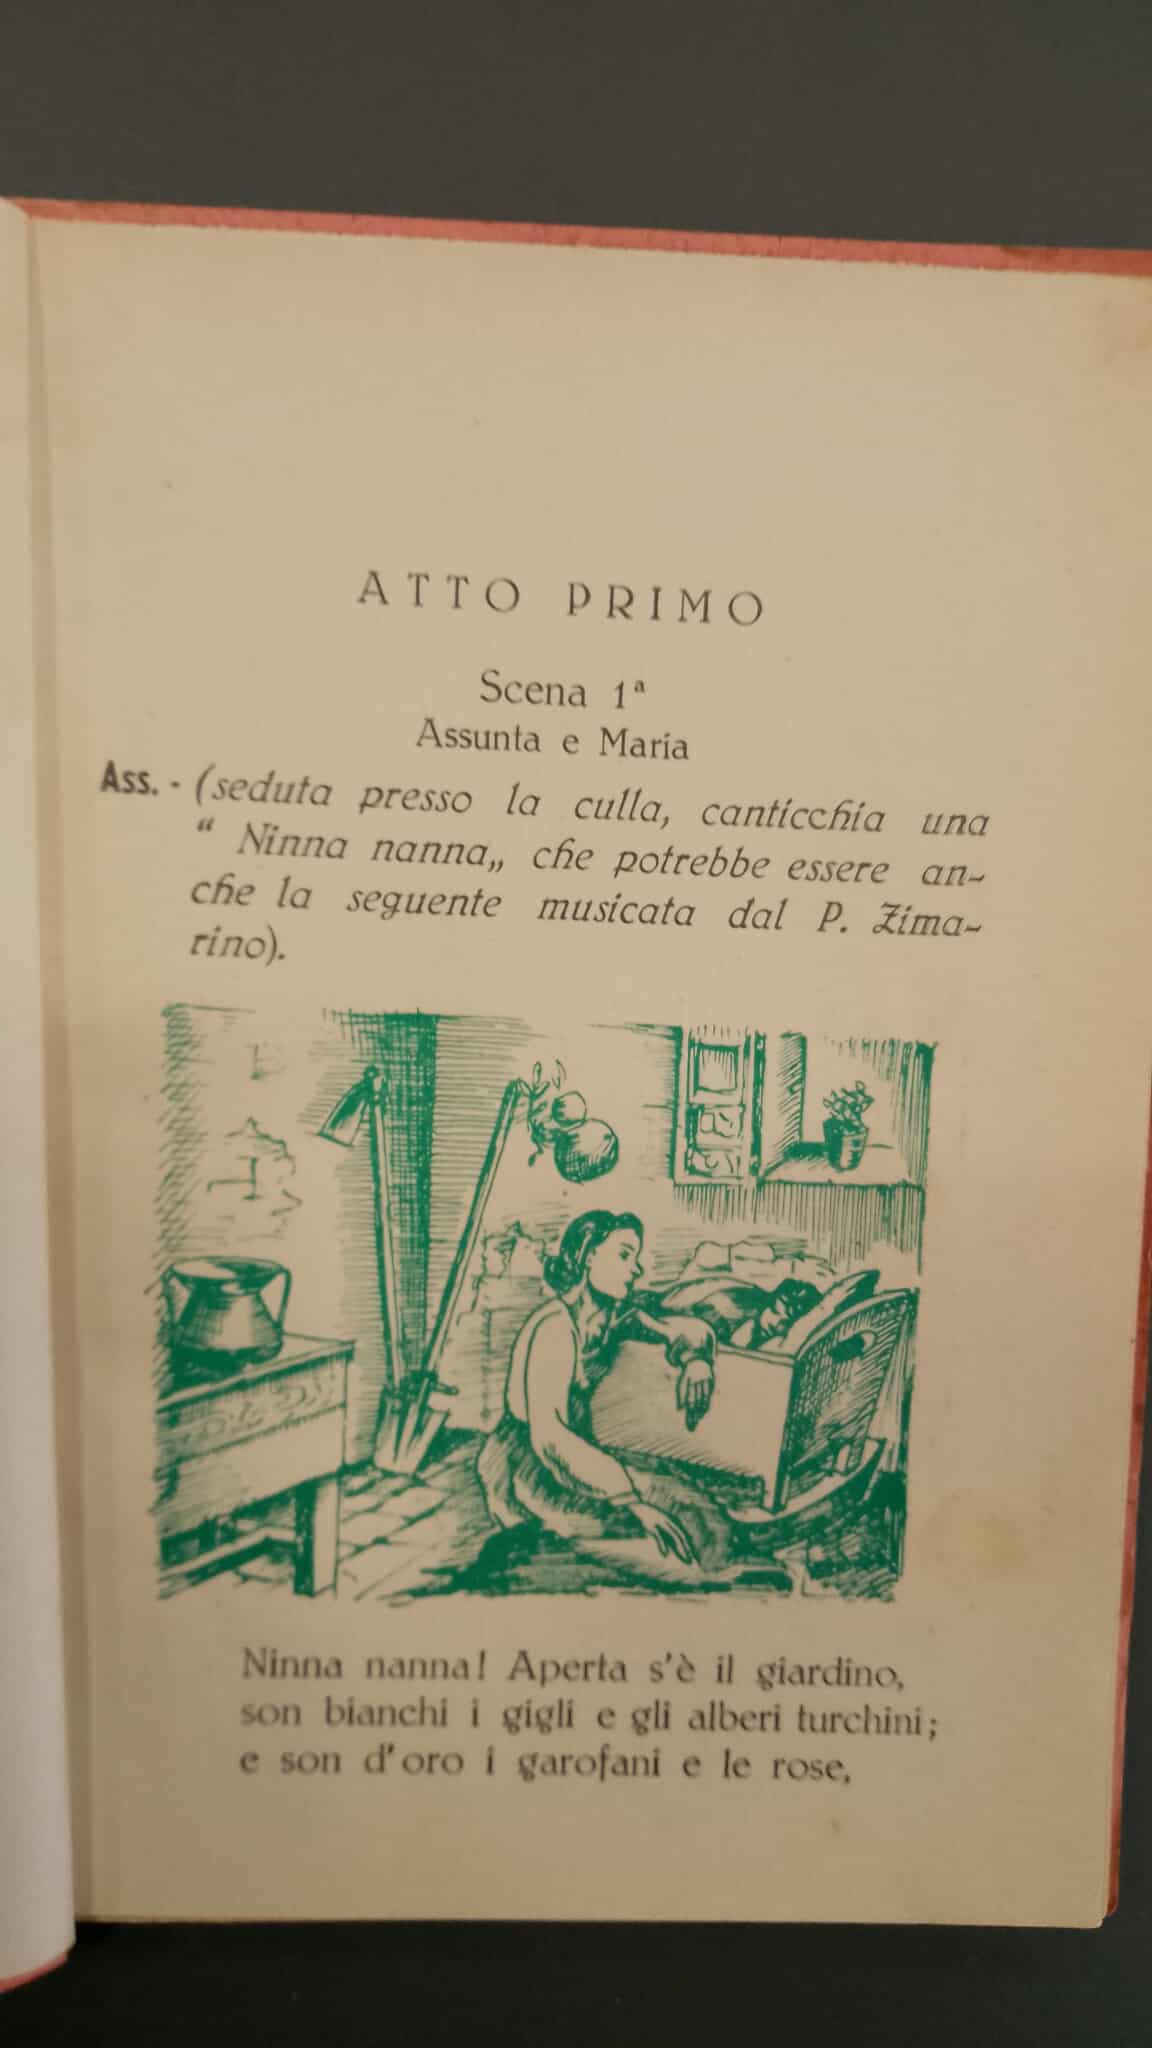 ATTO PRIMO
Scena 1ª
Assunta e Maria
Ass. - (seduta presso la culla, canticchia una
“ Ninna nanna„ che potrebbe essere an-
che la seguente musicata dal P. Zima-
rino).
Ninna nanna! Aperta s'è il giardino,
son bianchi i gigli e gli alberi turchini;
e son d'oro i garofani e le rose,